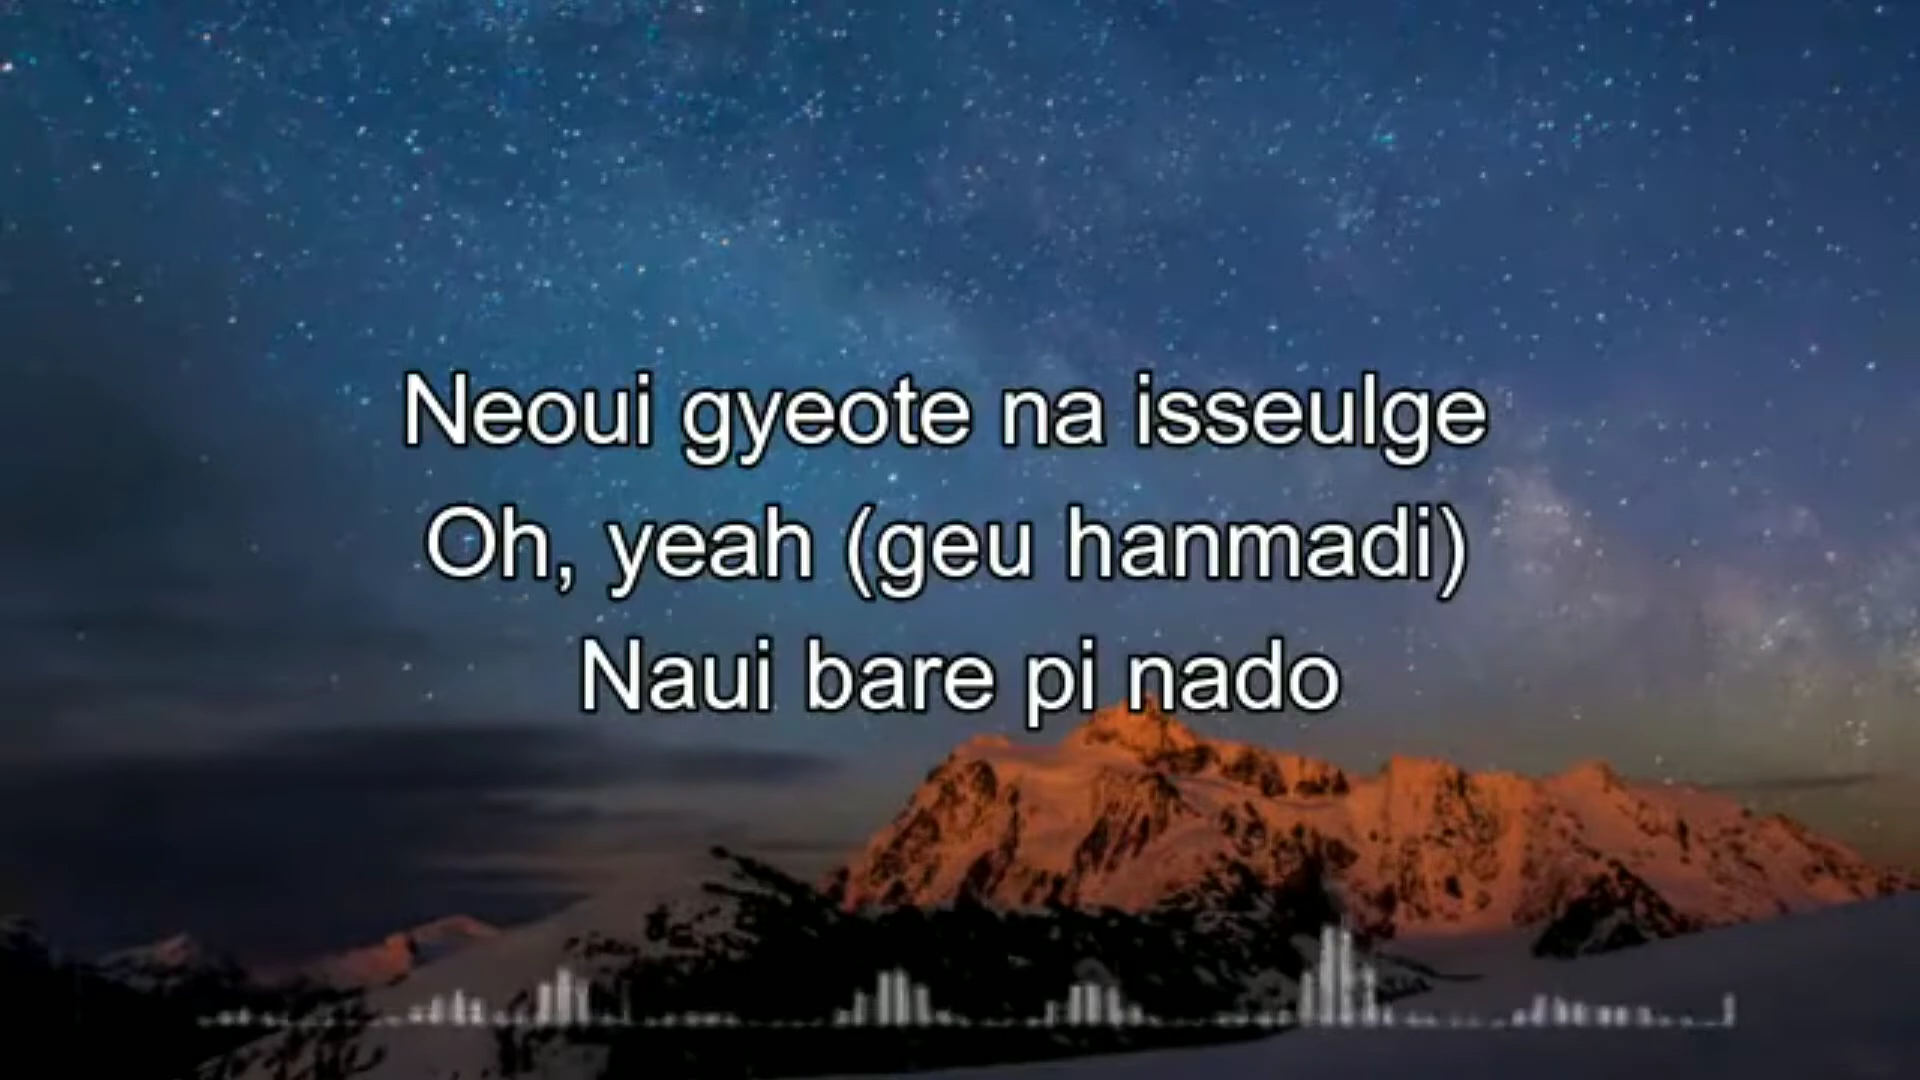 Neoui gyeote na isseulge
Oh, yeah (geu hanmadi)
Naui bare pi nado